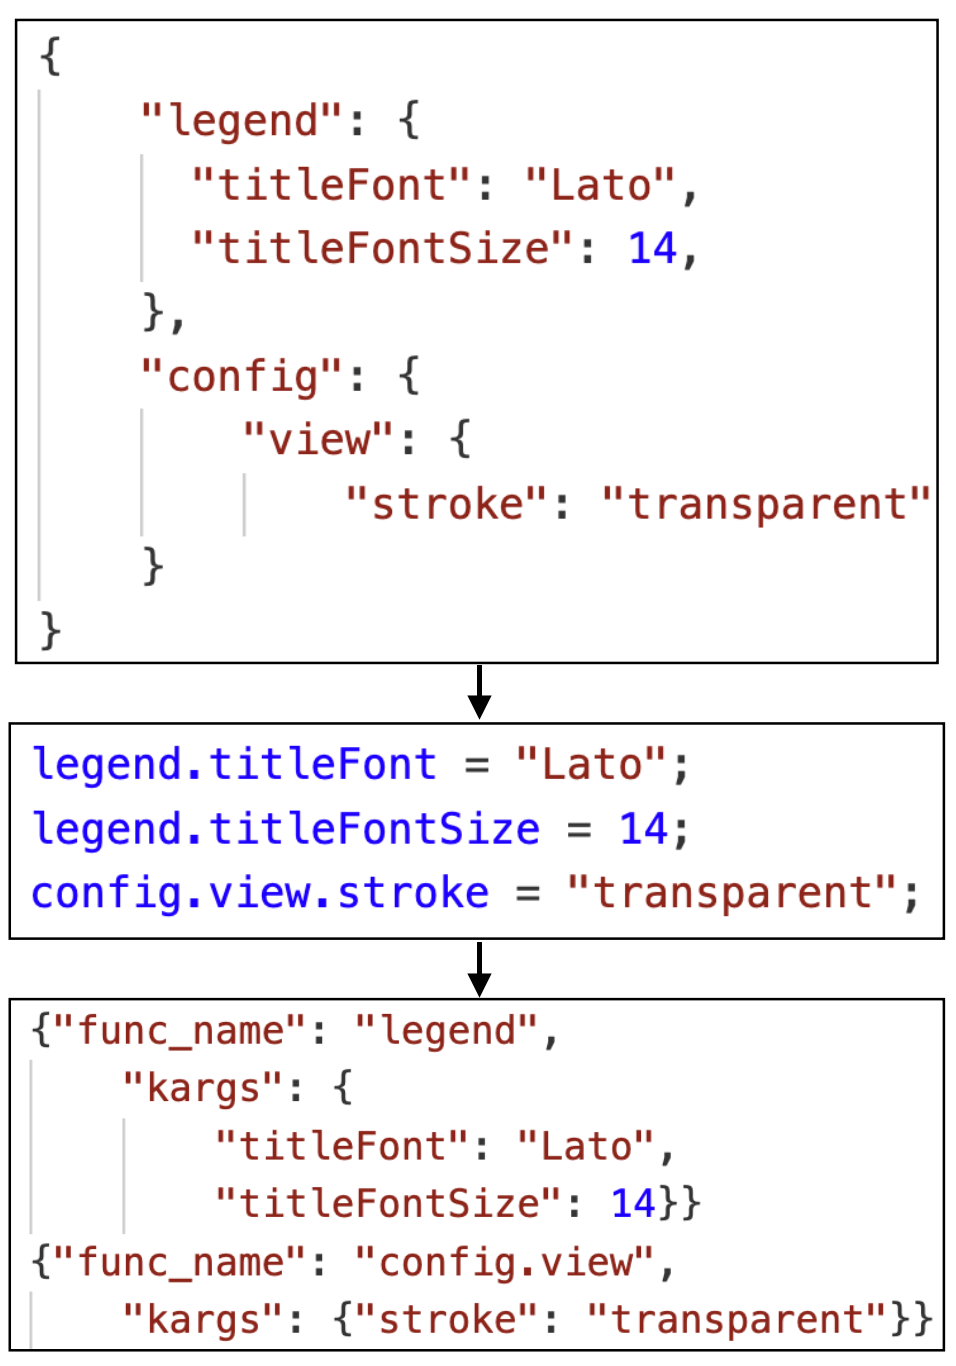 {
"legend": {
"titleFont": "Lato",
"titleFontSize": 14,
},
"config": {
"view": {
"stroke": "transparent"
}
}
legend.titleFont = "Lato";
legend.titleFontSize = 14;
config.view.stroke = "transparent";
{"func_name": "legend",
"kargs": {
"titleFont": "Lato",
"titleFontSize": 14}}
{"func_name": "config.view",
"kargs": {"stroke": "transparent"}}